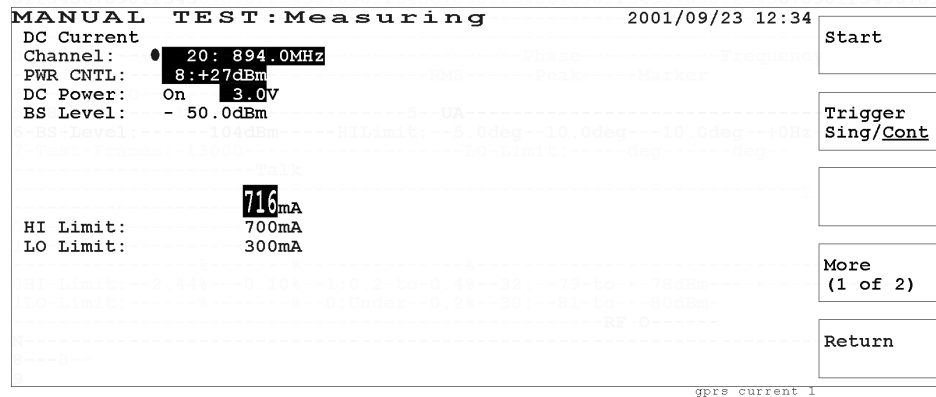 MANUAL TEST:Measuring 2001/09/23 12:34
DC Current
Channel: 20: 894.0MHz
PWR CNTL: 8:+27dBm
DC Power: On 3.0V
BS Level: - 50.0dBm
716mA
HI Limit: 700mA
LO Limit: 300mA
Start
Trigger
Sing/Cont
More
(1 of 2)
Return
gprs current 1